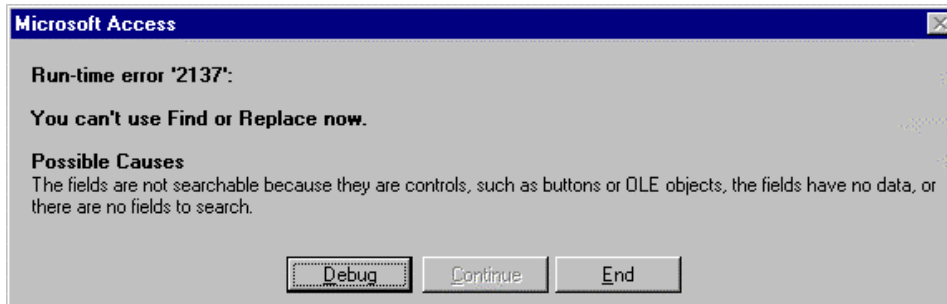 Microsoft Access
Run-time error '2137':
You can't use Find or Replace now.
Possible Causes
The fields are not searchable because they are controls, such as buttons or OLE objects, the fields have no data, or
there are no fields to search.
Debug Continue End